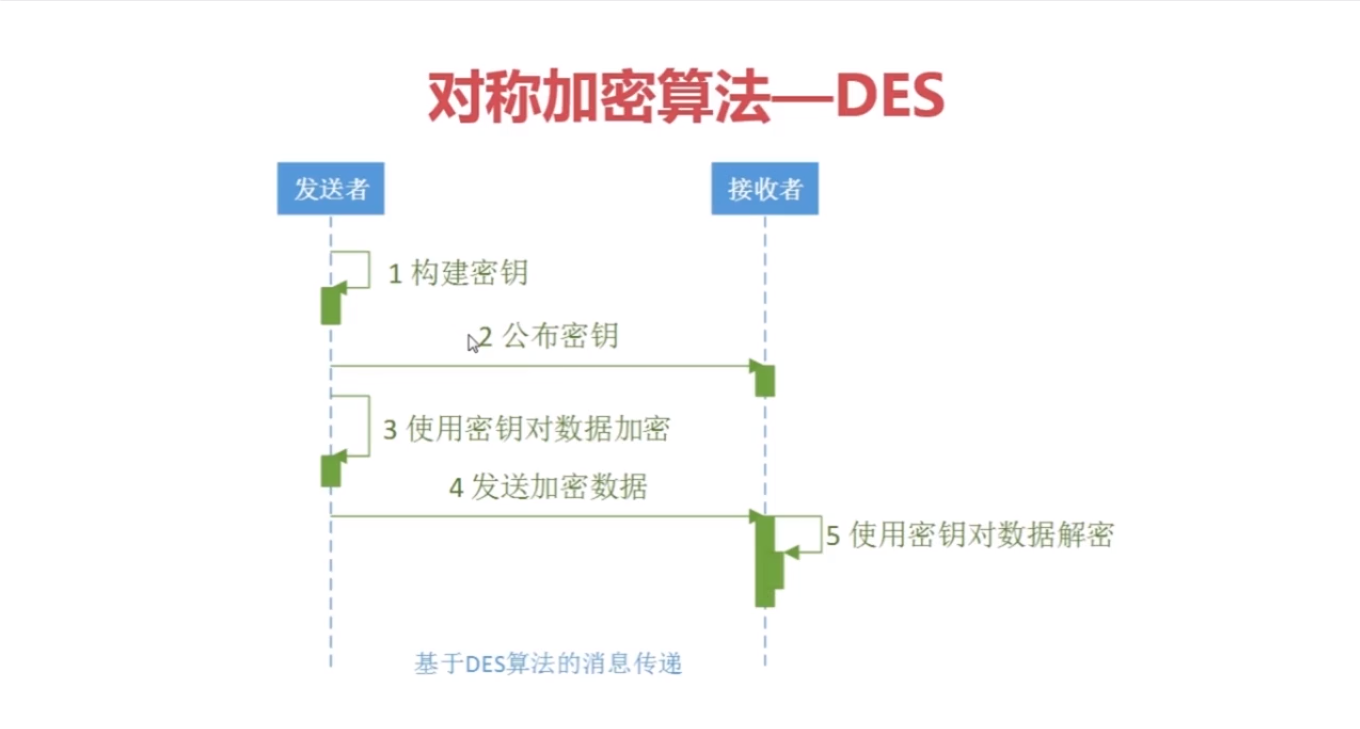 对称加密算法—DES
发送者
接收者
1 构建密钥
2 公布密钥
3 使用密钥对数据加密
4 发送加密数据
5 使用密钥对数据解密
基于DES算法的消息传递